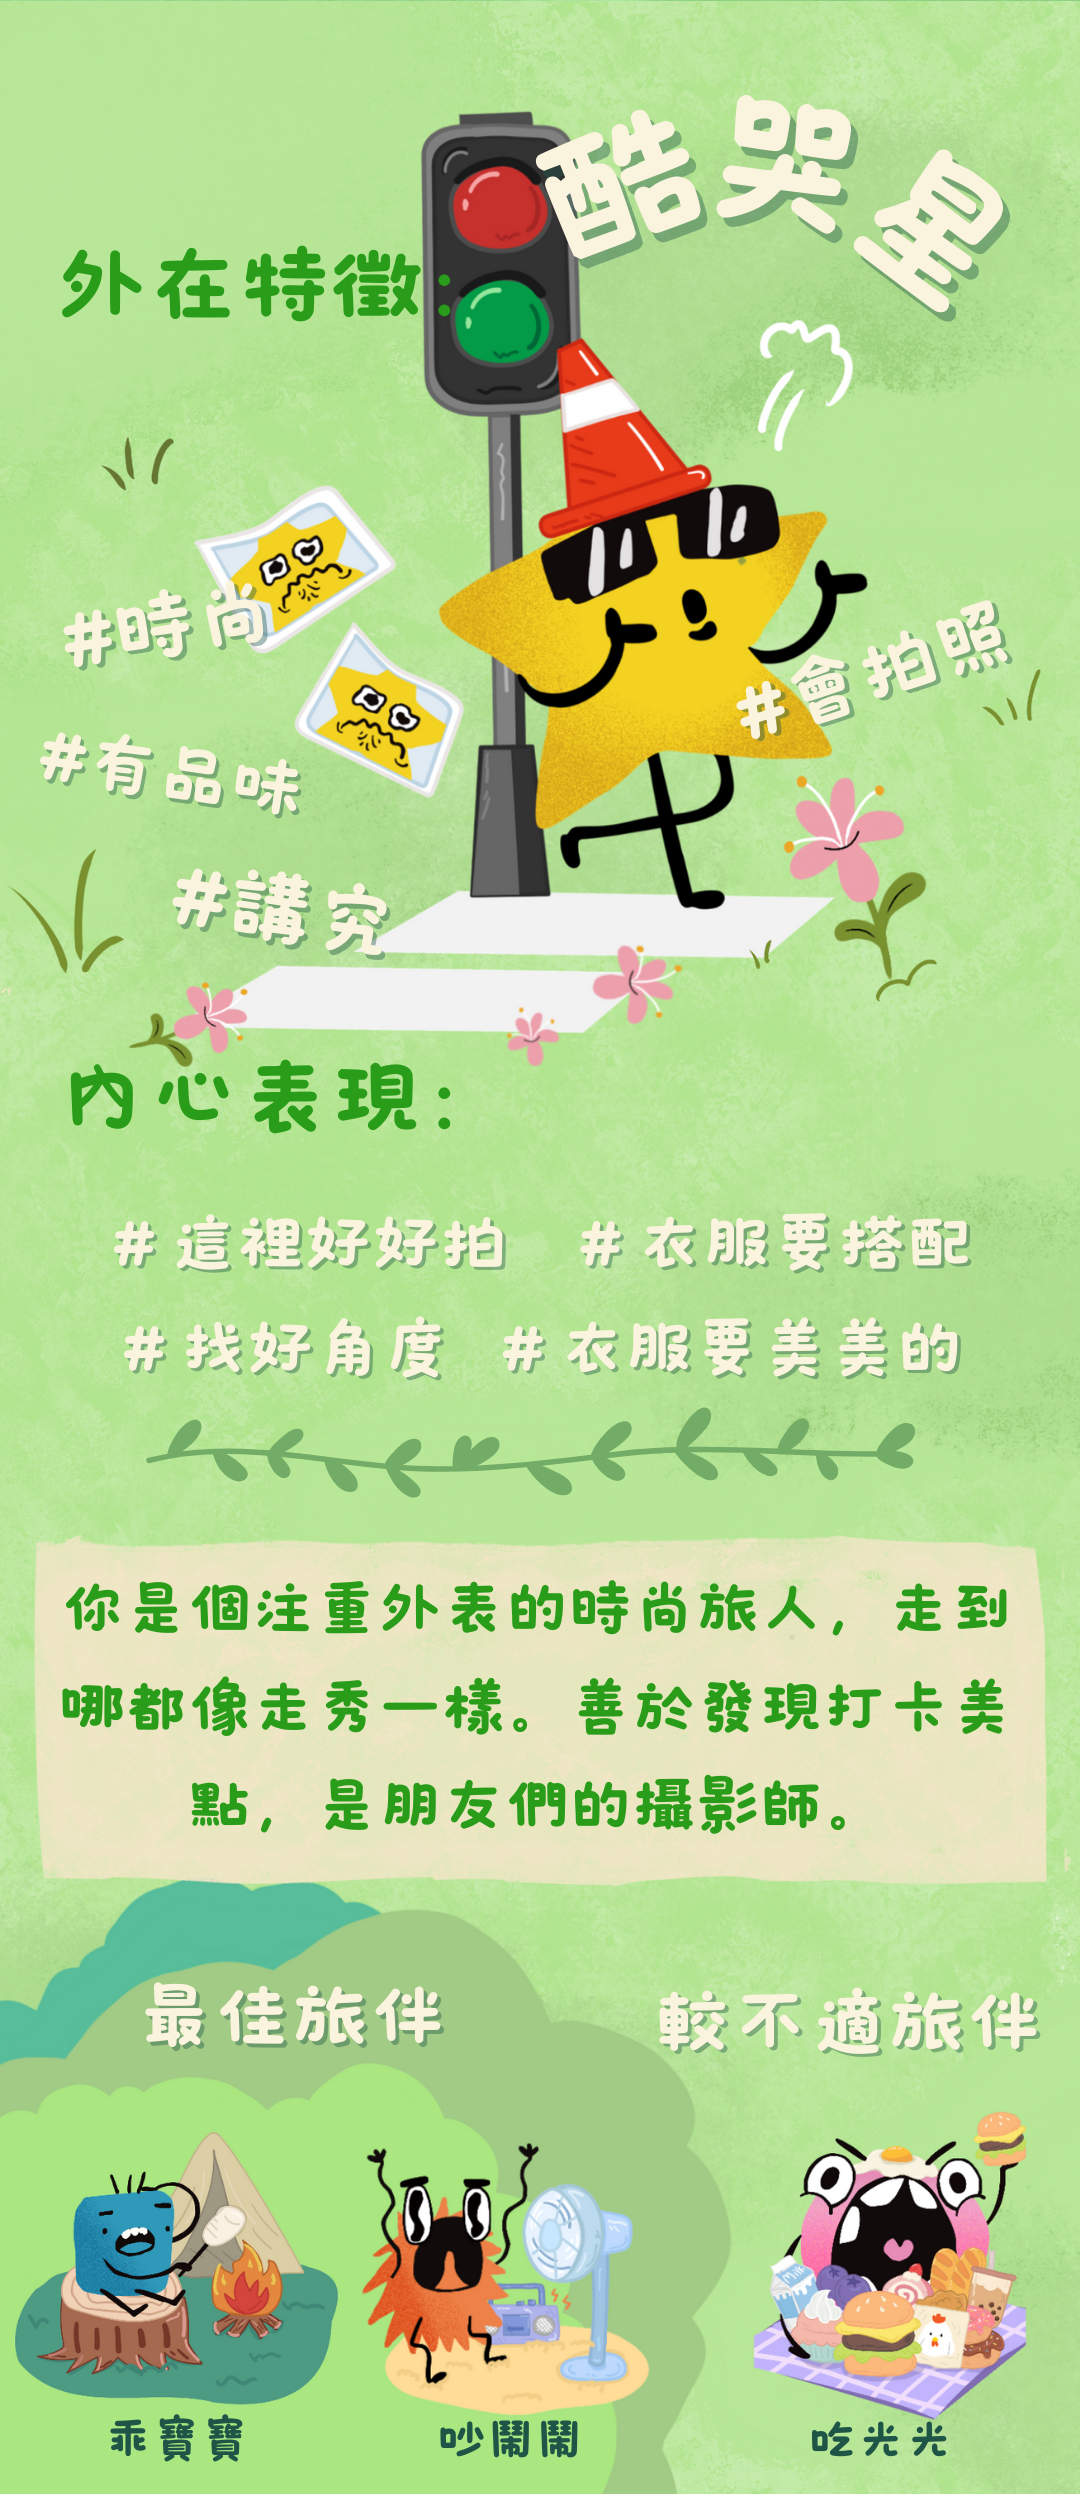 酷哭星
外在特徵：
#時尚
#會拍照
#有品味
#講究
內心表現：
#這裡好好拍 #衣服要搭配
#找好角度 #衣服要美美的
你是個注重外表的時尚旅人，走到
哪都像走秀一樣。善於發現打卡美
點，是朋友們的攝影師。
最佳旅伴 較不適旅伴
MILK
乖寶寶 吵鬧鬧 吃光光